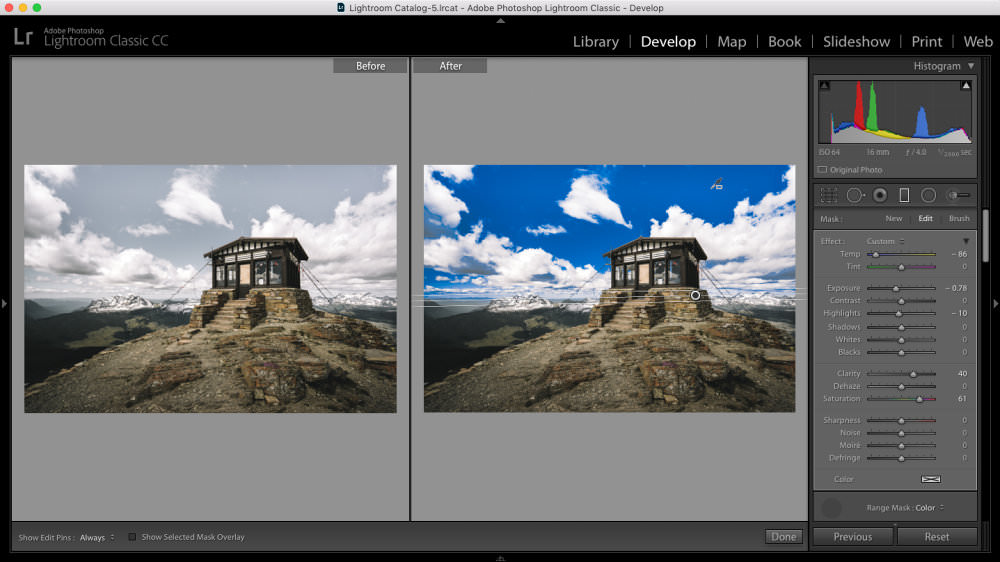 Lightroom Catalog-5.lrcat - Adobe Photoshop Lightroom Classic - Develop
Lr Adobe Photoshop
Lightroom Classic CC
Library | Develop | Map | Book | Slideshow | Print | Web
Before
After
Histogram
ISO 64 16 mm ƒ / 4.0 1/2000 sec
Original Photo
Mask : New Edit Brush
Effect : Custom
Temp - 86
Tint 0
Exposure - 0.78
Contrast 0
Highlights - 10
Shadows 0
Whites 0
Blacks 0
Clarity 40
Dehaze 0
Saturation 61
Sharpness 0
Noise 0
Moiré 0
Defringe 0
Color
Range Mask : Color
Show Edit Pins : Always Show Selected Mask Overlay Done
Previous Reset